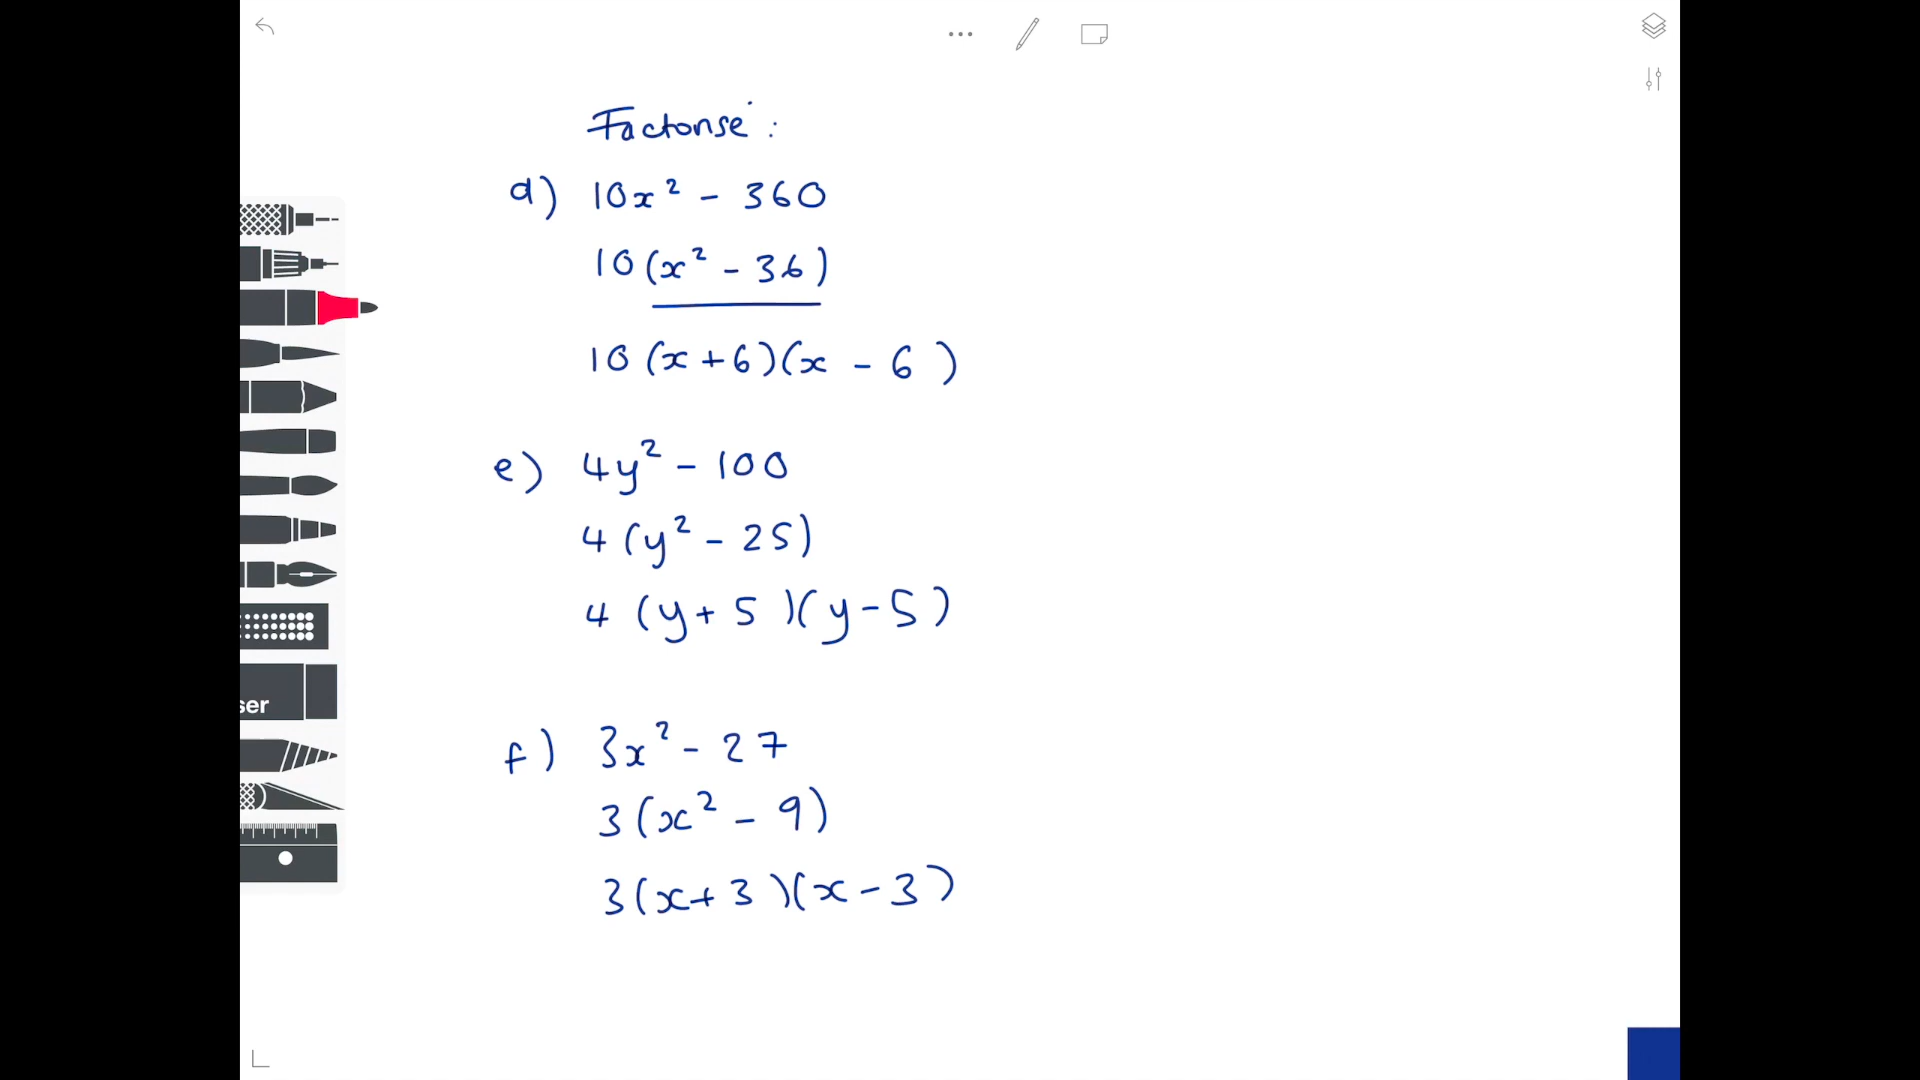 Factorise :
d) 10x² - 360
10(x² - 36)
10(x+6)(x - 6)
e) 4y² - 100
4(y² - 25)
4(y+5)(y-5)
f) 3x² - 27
3(x² - 9)
3(x+3)(x-3)
ser